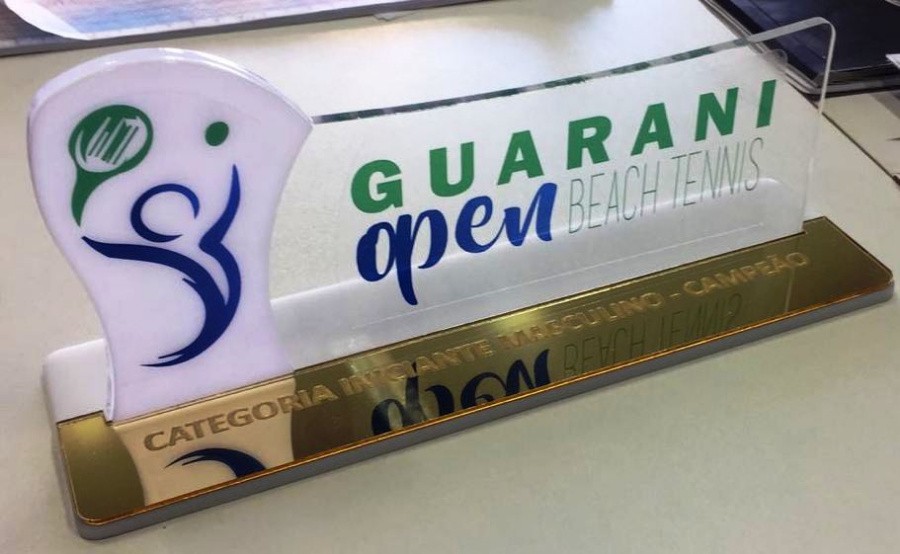 GUARANI
open BEACH TENNIS
CATEGORIA INICIANTE MASCULINO - CAMPEÃO